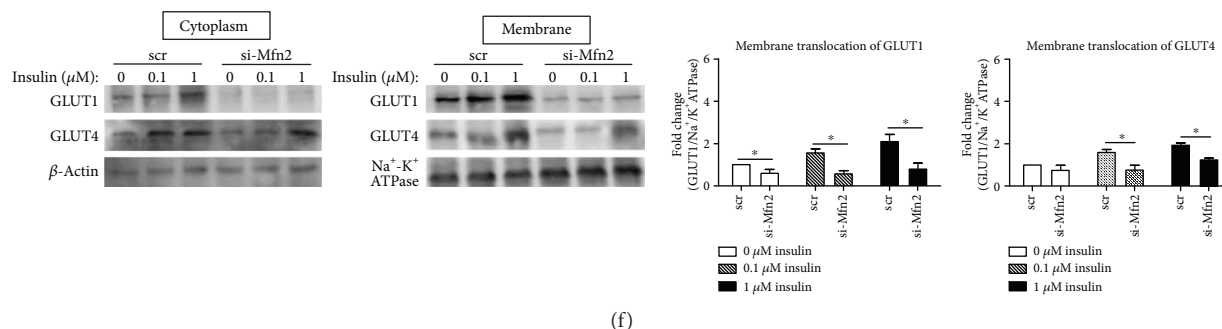 Cytoplasm
scr si-Mfn2
Insulin (μM): 0 0.1 1 0 0.1 1
GLUT1
GLUT4
β-Actin
Membrane
scr si-Mfn2
Insulin (μM): 0 0.1 1 0 0.1 1
GLUT1
GLUT4
Na⁺-K⁺
ATPase
Membrane translocation of GLUT1
Fold change
(GLUT1/Na⁺/K⁺ATPase)
6
4
2
0
* * *
scr si-Mfn2 scr si-Mfn2 scr si-Mfn2
0 μM insulin
0.1 μM insulin
1 μM insulin
Membrane translocation of GLUT4
Fold change
(GLUT1/Na⁺/K⁺ATPase)
6
4
2
0
* *
scr si-Mfn2 scr si-Mfn2 scr si-Mfn2
0 μM insulin
0.1 μM insulin
1 μM insulin
(f)